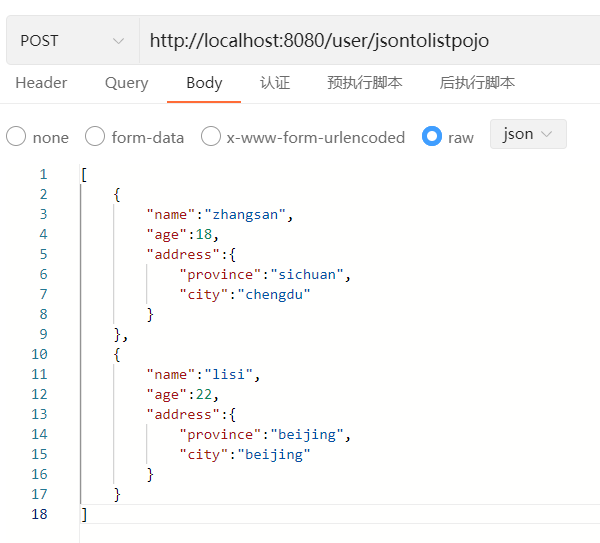 POST http://localhost:8080/user/jsontolistpojo
Header Query Body 认证 预执行脚本 后执行脚本
none form-data x-www-form-urlencoded raw json
1 [
2 {
3 "name":"zhangsan",
4 "age":18,
5 "address":{
6 "province":"sichuan",
7 "city":"chengdu"
8 }
9 },
10 {
11 "name":"lisi",
12 "age":22,
13 "address":{
14 "province":"beijing",
15 "city":"beijing"
16 }
17 }
18 ]